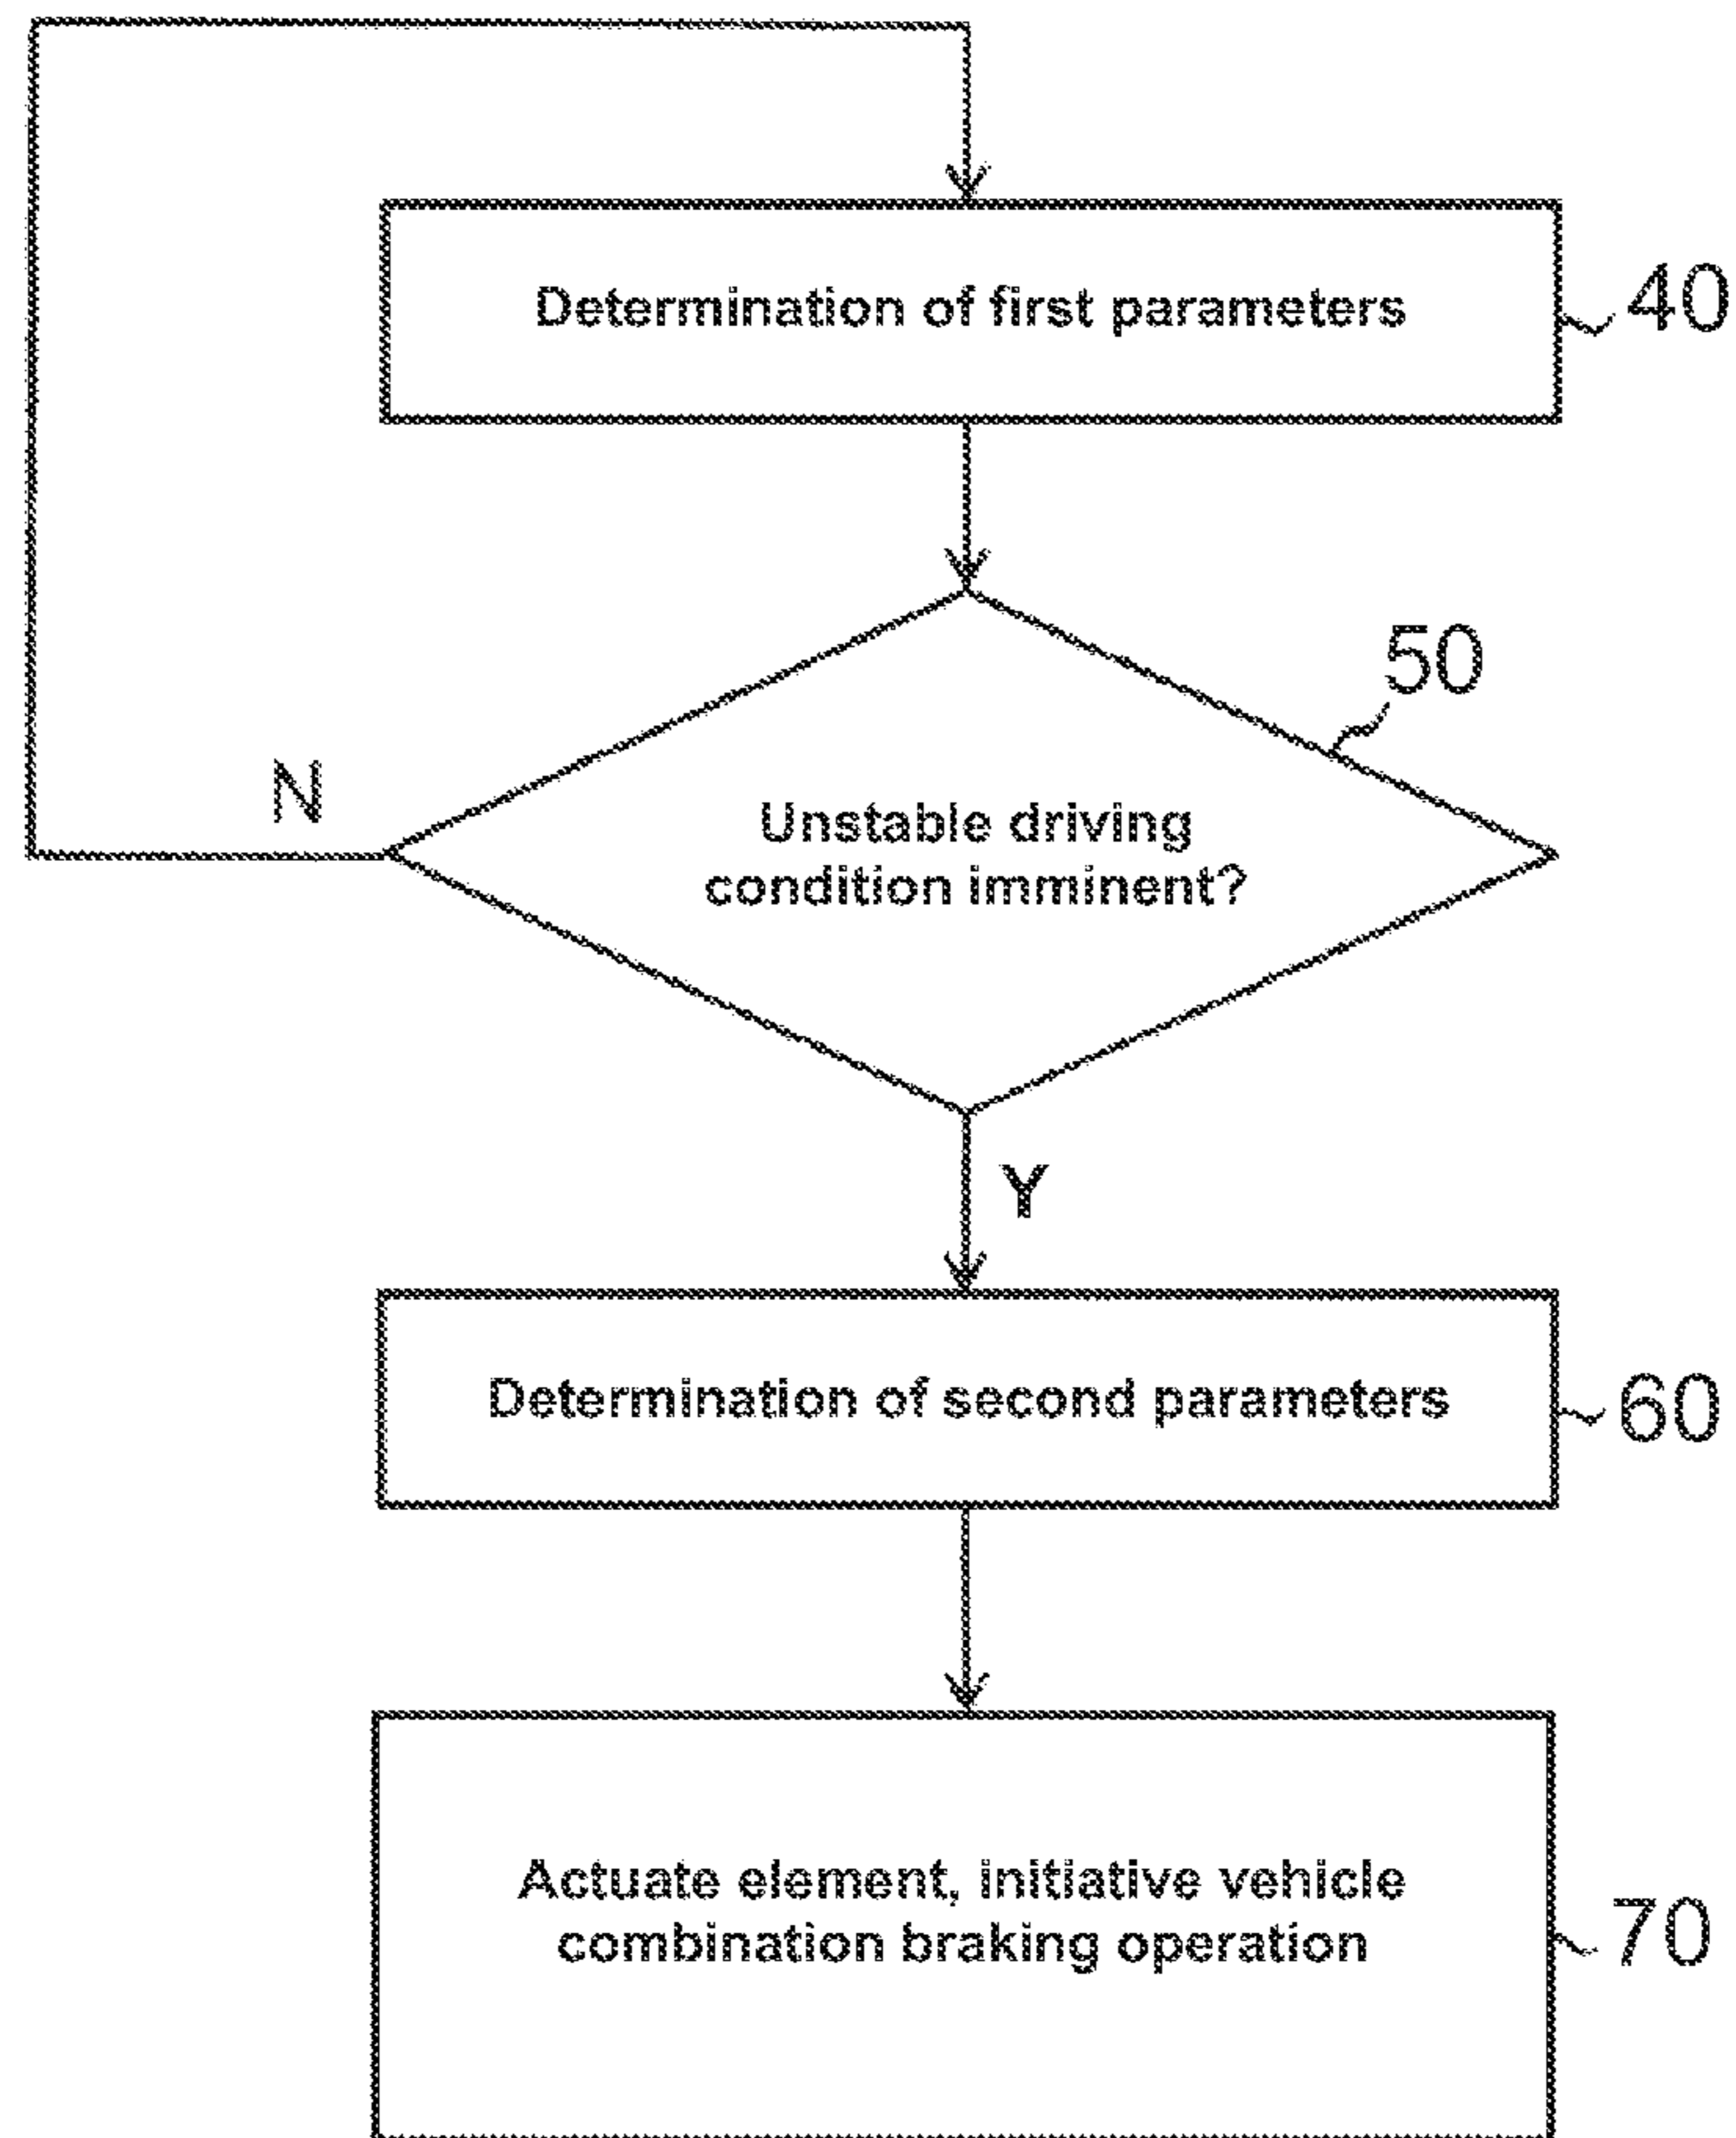 Determination of first parameters
40
50
N
Unstable driving
condition imminent?
Y
Determination of second parameters
60
Actuate element, initiative vehicle
combination braking operation
70